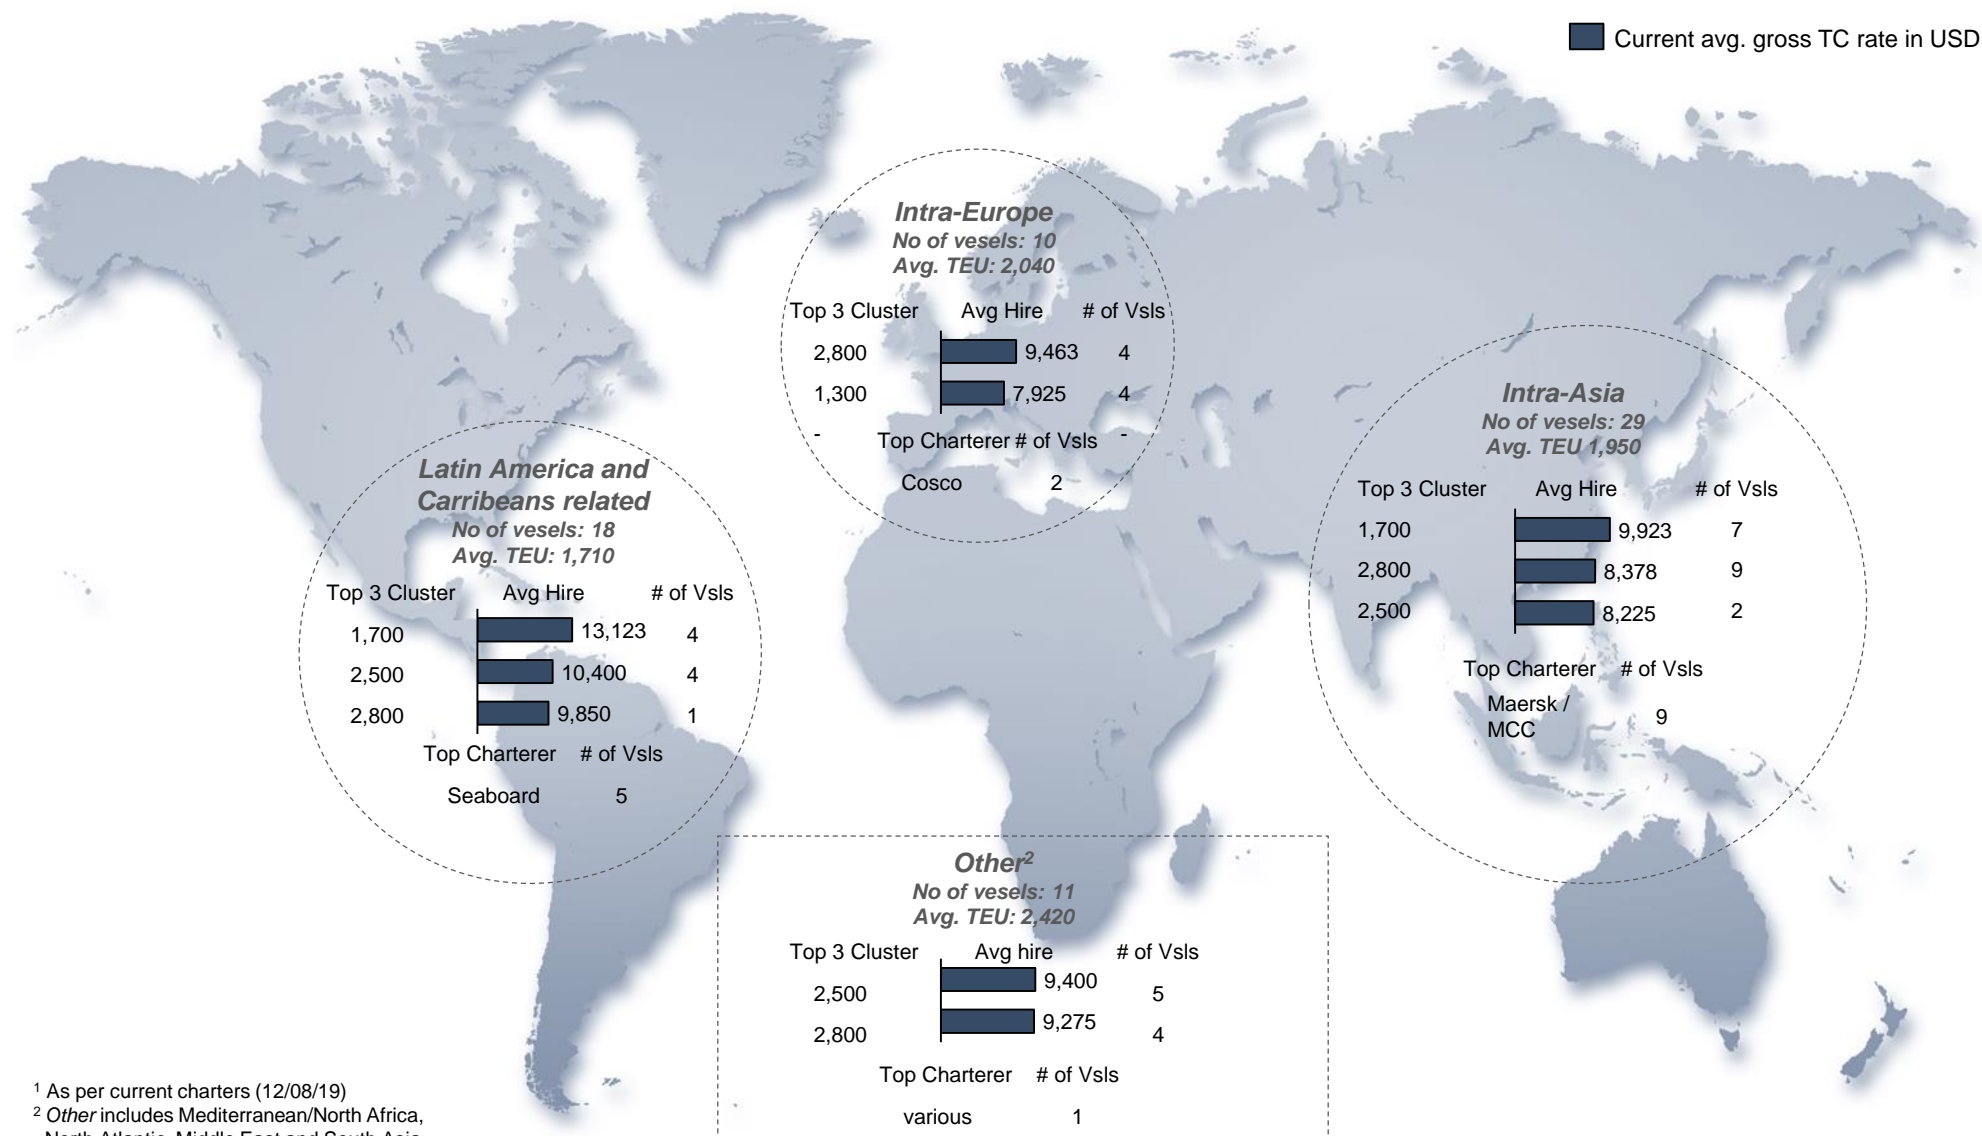 Current avg. gross TC rate in USD
Intra-Europe
No of vesels: 10
Avg. TEU: 2,040
Top 3 Cluster Avg Hire # of Vsls
2,800 9,463 4
1,300 7,925 4
- -
Top Charterer # of Vsls
Cosco 2
Intra-Asia
No of vesels: 29
Avg. TEU 1,950
Top 3 Cluster Avg Hire # of Vsls
1,700 9,923 7
2,800 8,378 9
2,500 8,225 2
Top Charterer # of Vsls
Maersk /
MCC 9
Latin America and
Carribeans related
No of vesels: 18
Avg. TEU: 1,710
Top 3 Cluster Avg Hire # of Vsls
1,700 13,123 4
2,500 10,400 4
2,800 9,850 1
Top Charterer # of Vsls
Seaboard 5
Other²
No of vesels: 11
Avg. TEU: 2,420
Top 3 Cluster Avg hire # of Vsls
2,500 9,400 5
2,800 9,275 4
Top Charterer # of Vsls
various 1
¹ As per current charters (12/08/19)
² Other includes Mediterranean/North Africa,
North Atlantic, Middle East and South Asia